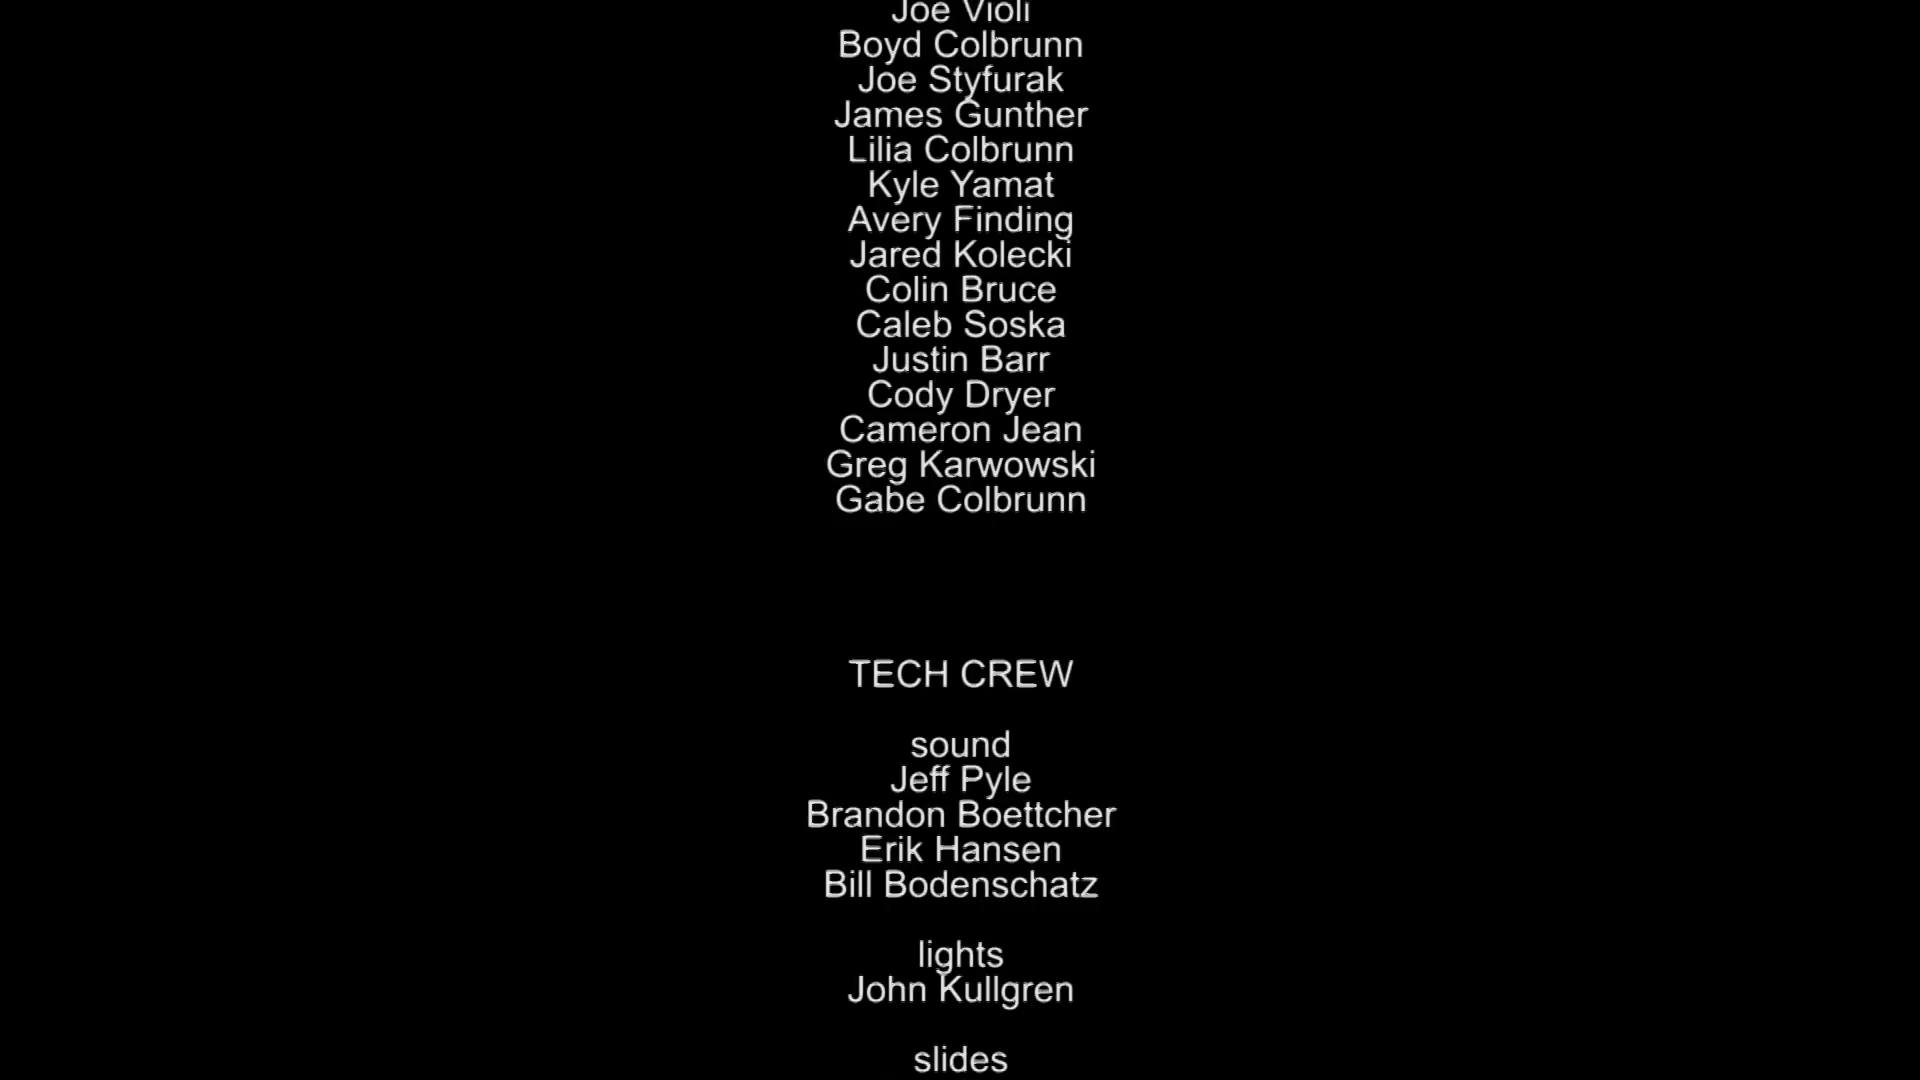 Joe Violi
Boyd Colbrunn
Joe Styfurak
James Gunther
Lilia Colbrunn
Kyle Yamat
Avery Finding
Jared Kolecki
Colin Bruce
Caleb Soska
Justin Barr
Cody Dryer
Cameron Jean
Greg Karwowski
Gabe Colbrunn
TECH CREW
sound
Jeff Pyle
Brandon Boettcher
Erik Hansen
Bill Bodenschatz
lights
John Kullgren
slides